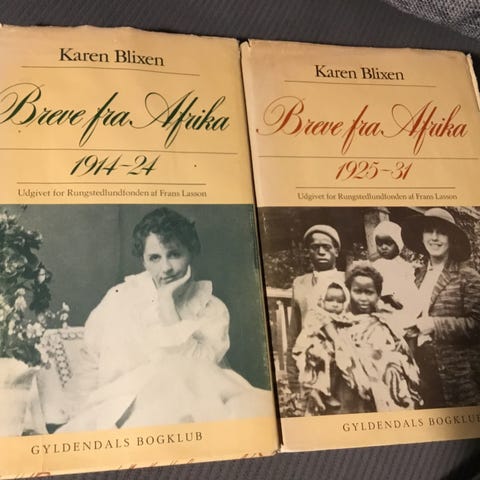 Karen Blixen
Breve fra Afrika
1914-24
Udgivet for Rungstedlundfonden af Frans Lasson
GYLDENDALS BOGKLUB
Karen Blixen
Breve fra Afrika
1925-31
Udgivet for Rungstedlundfonden af Frans Lasson
GYLDENDALS BOGKLUB